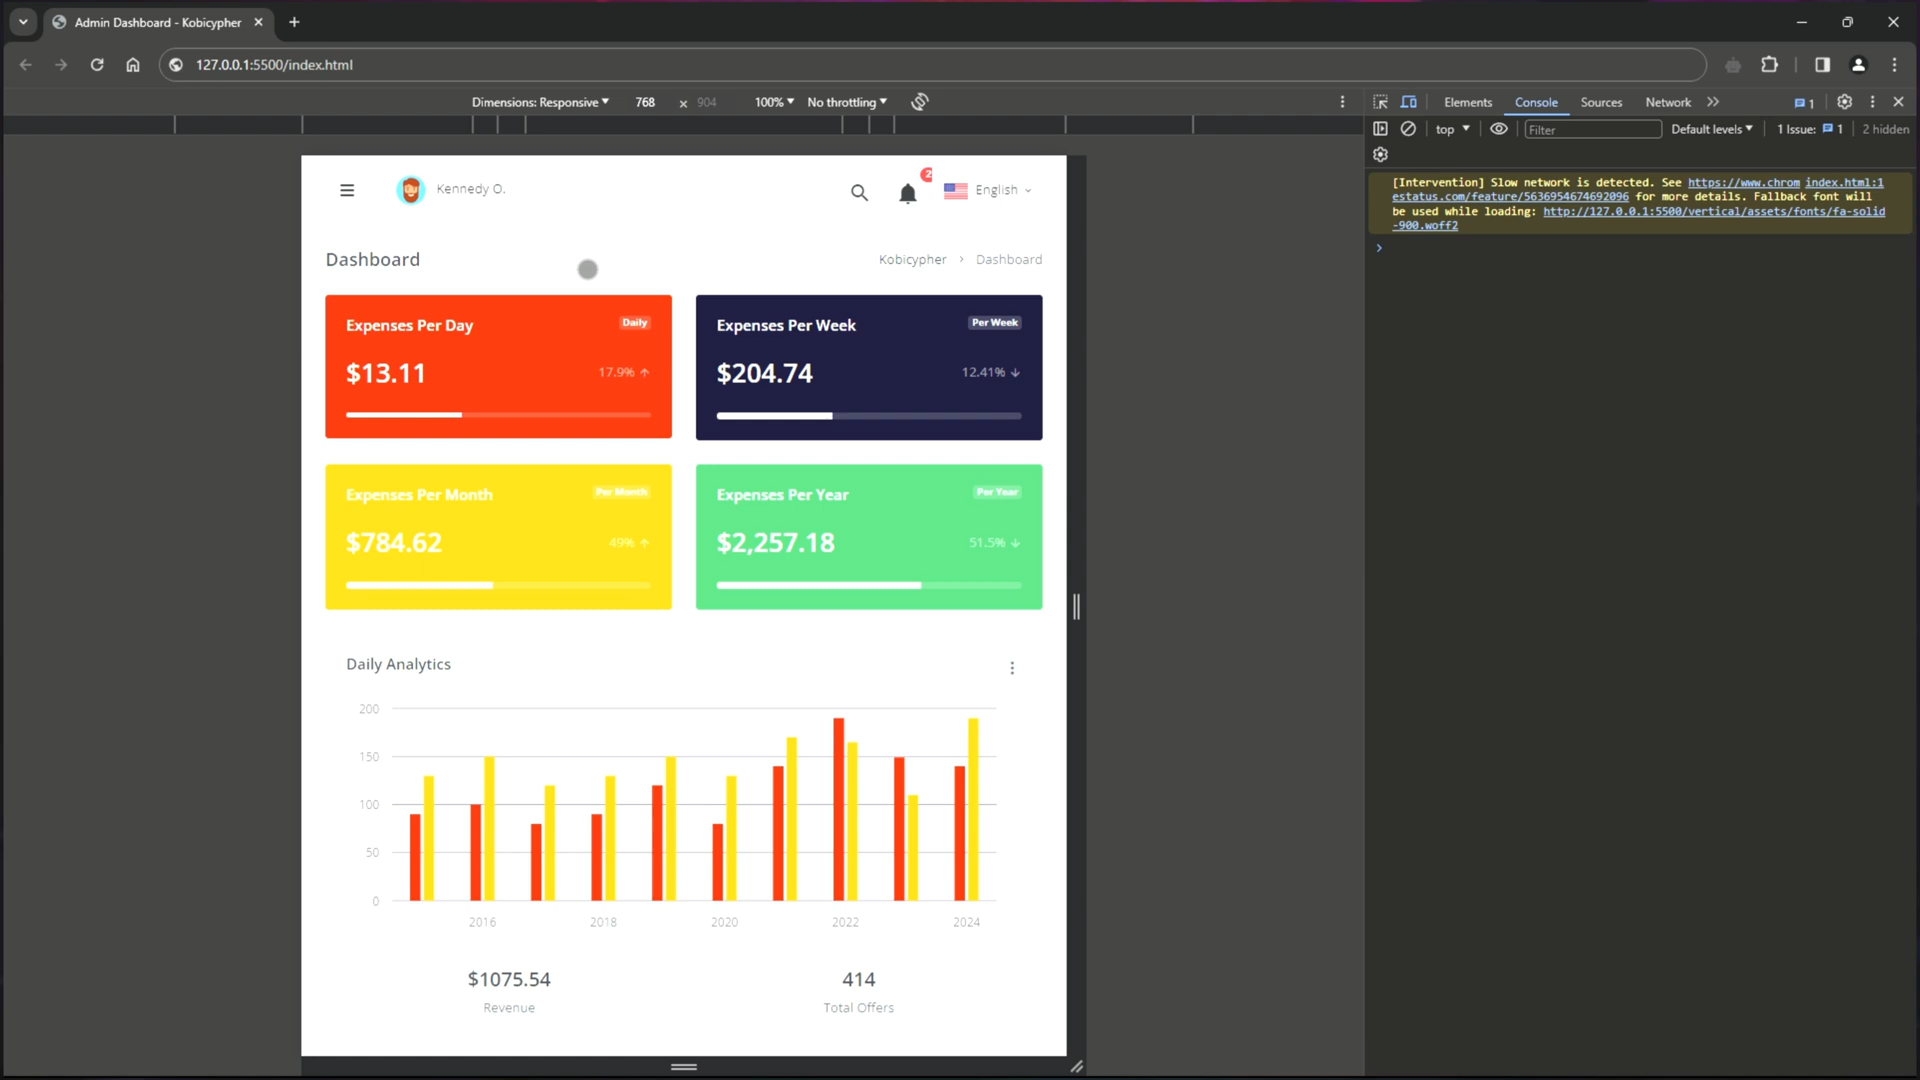 Admin Dashboard - Kobicypher
127.0.0.1:5500/index.html
Dimensions: Responsive 768 x 904 100% No throttling
Elements Console Sources Network 1
top Filter Default levels 1 Issue: 1 2 hidden
[Intervention] Slow network is detected. See https://www.chrom index.html:1
estatus.com/feature/5636954674692096 for more details. Fallback font will
be used while loading: http://127.0.0.1:5500/vertical/assets/fonts/fa-solid
-900.woff2
Kennedy O. 2 English
Dashboard Kobicypher > Dashboard
Expenses Per Day Daily
$13.11 17.9% ↑
Expenses Per Week Per Week
$204.74 12.41% ↓
Expenses Per Month Per Month
$784.62 49% ↑
Expenses Per Year Per Year
$2,257.18 51.5% ↓
Daily Analytics
200
150
100
50
0
2016 2018 2020 2022 2024
$1075.54 414
Revenue Total Offers